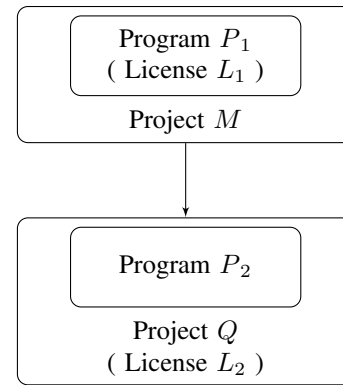 Program P₁
( License L₁ )
Project M
Program P₂
Project Q
( License L₂ )